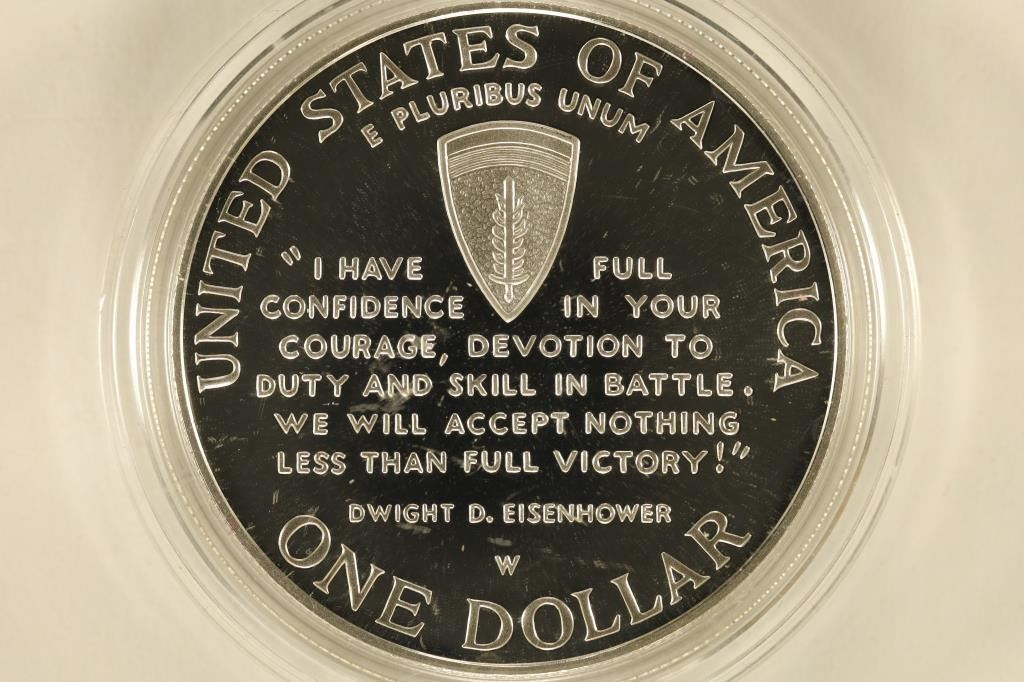 UNITED STATES OF AMERICA
E PLURIBUS UNUM
"I HAVE FULL
CONFIDENCE IN YOUR
COURAGE, DEVOTION TO
DUTY AND SKILL IN BATTLE.
WE WILL ACCEPT NOTHING
LESS THAN FULL VICTORY!"
DWIGHT D. EISENHOWER
W
ONE DOLLAR